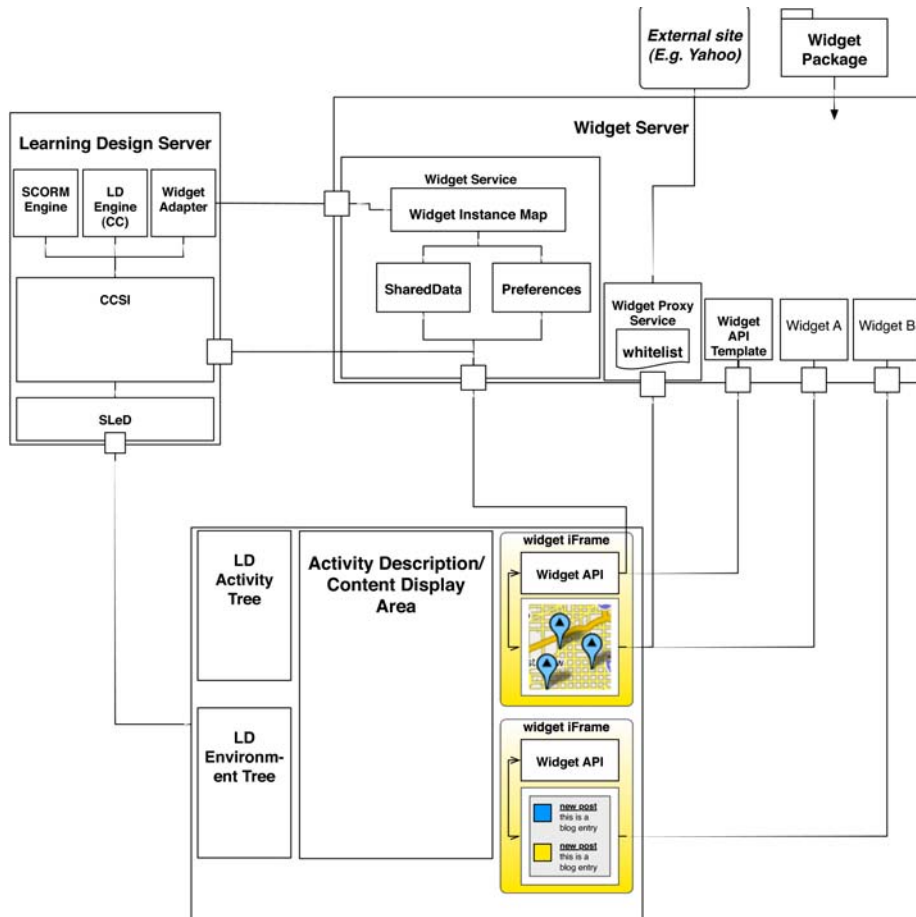 External site
(E.g. Yahoo)
Widget
Package
Widget Server
Learning Design Server
SCORM
Engine
LD
Engine
(CC)
Widget
Adapter
Widget Service
Widget Instance Map
SharedData
Preferences
CCSI
SLeD
Widget Proxy
Service
whitelist
Widget
API
Template
Widget A
Widget B
LD
Activity
Tree
Activity Description/
Content Display
Area
widget iFrame
Widget API
LD
Environm-
ent Tree
widget iFrame
Widget API
new post
this is a
blog entry
new post
this is a
blog entry